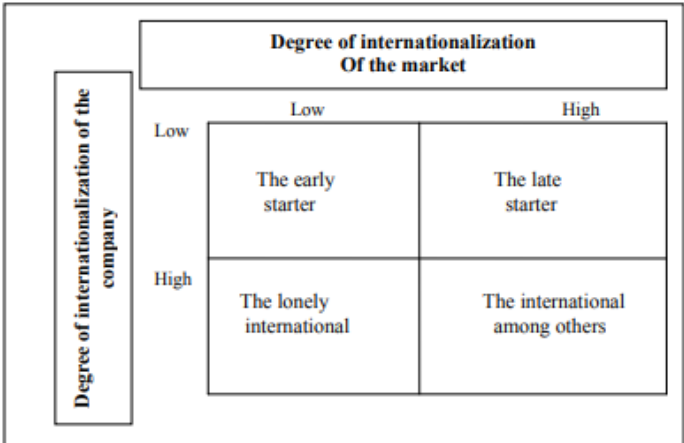 Degree of internationalization
Of the market
Degree of internationalization of the
company
Low
High
Low
The early
starter
The late
starter
High
The lonely
international
The international
among others